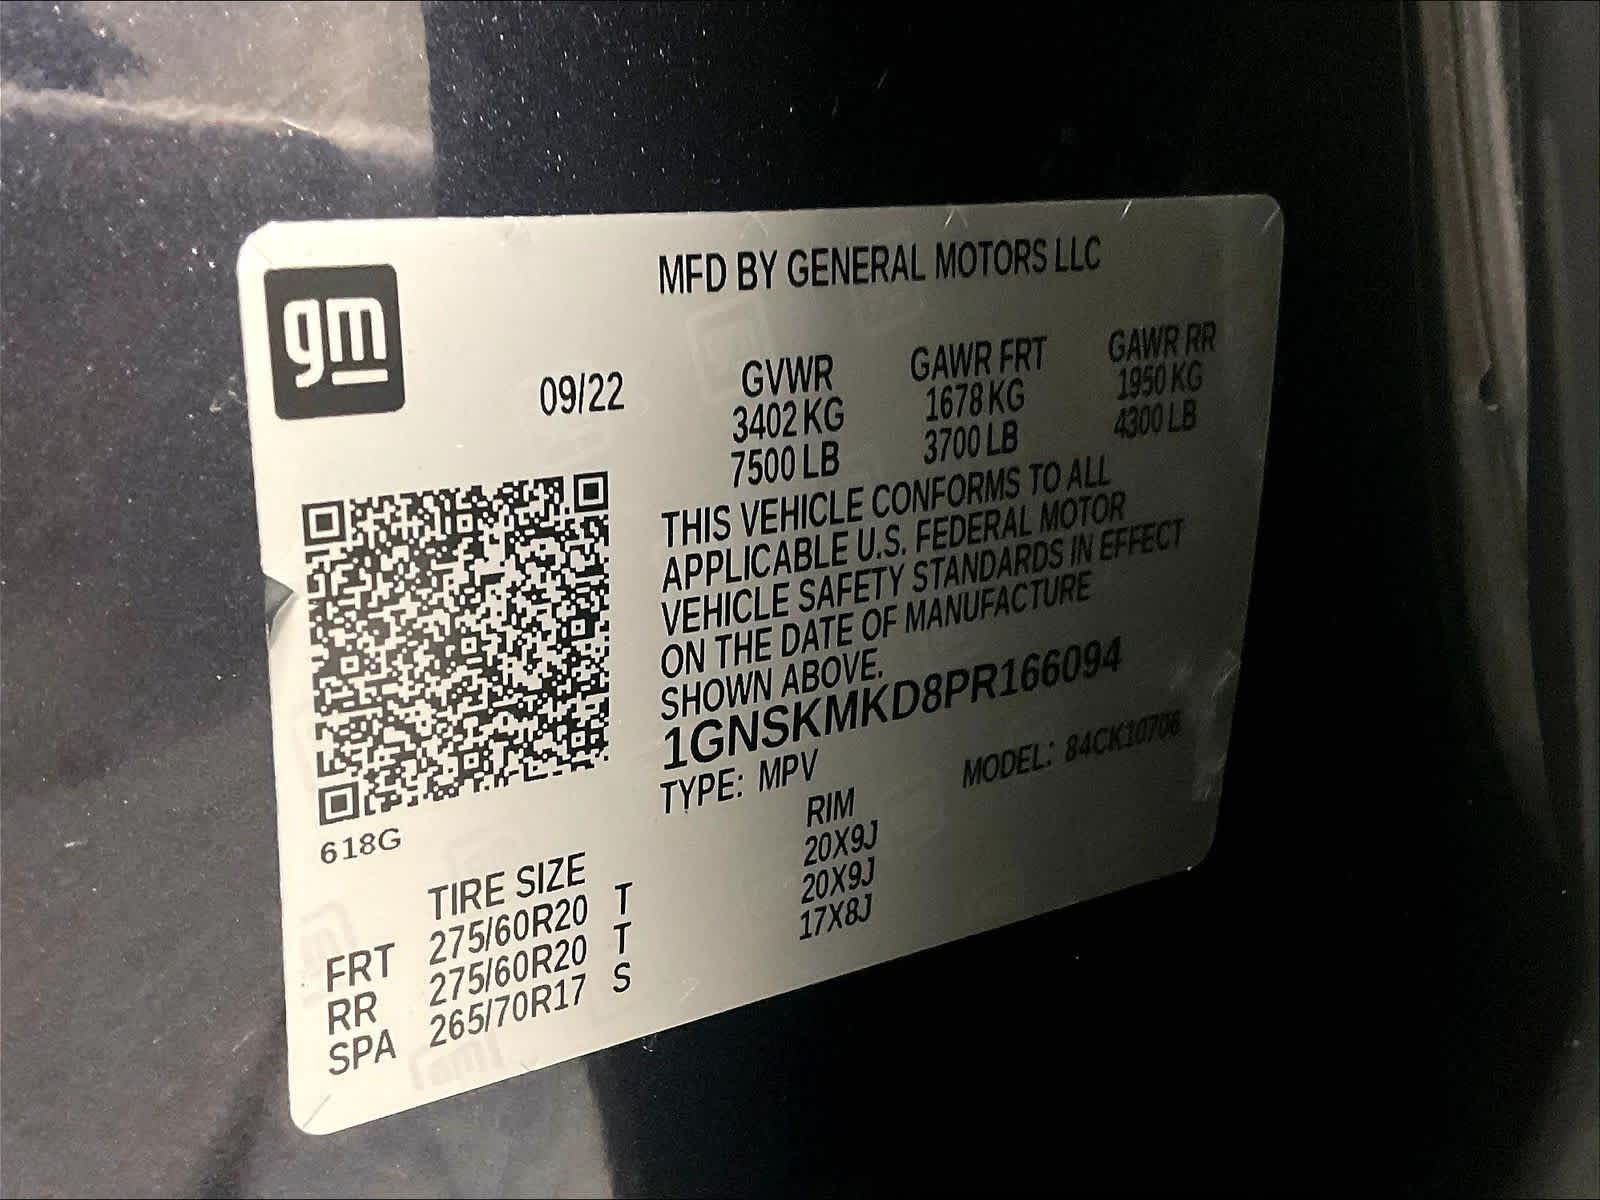 gm
MFD BY GENERAL MOTORS LLC
09/22
GVWR GAWR FRT GAWR RR
3402 KG 1678 KG 1950 KG
7500 LB 3700 LB 4300 LB
THIS VEHICLE CONFORMS TO ALL
APPLICABLE U.S. FEDERAL MOTOR
VEHICLE SAFETY STANDARDS IN EFFECT
ON THE DATE OF MANUFACTURE
SHOWN ABOVE.
1GNSKMKD8PR166094
TYPE: MPV MODEL: 84CK10706
618G
TIRE SIZE RIM
FRT 275/60R20 T 20X9J
RR 275/60R20 T 20X9J
SPA 265/70R17 S 17X8J